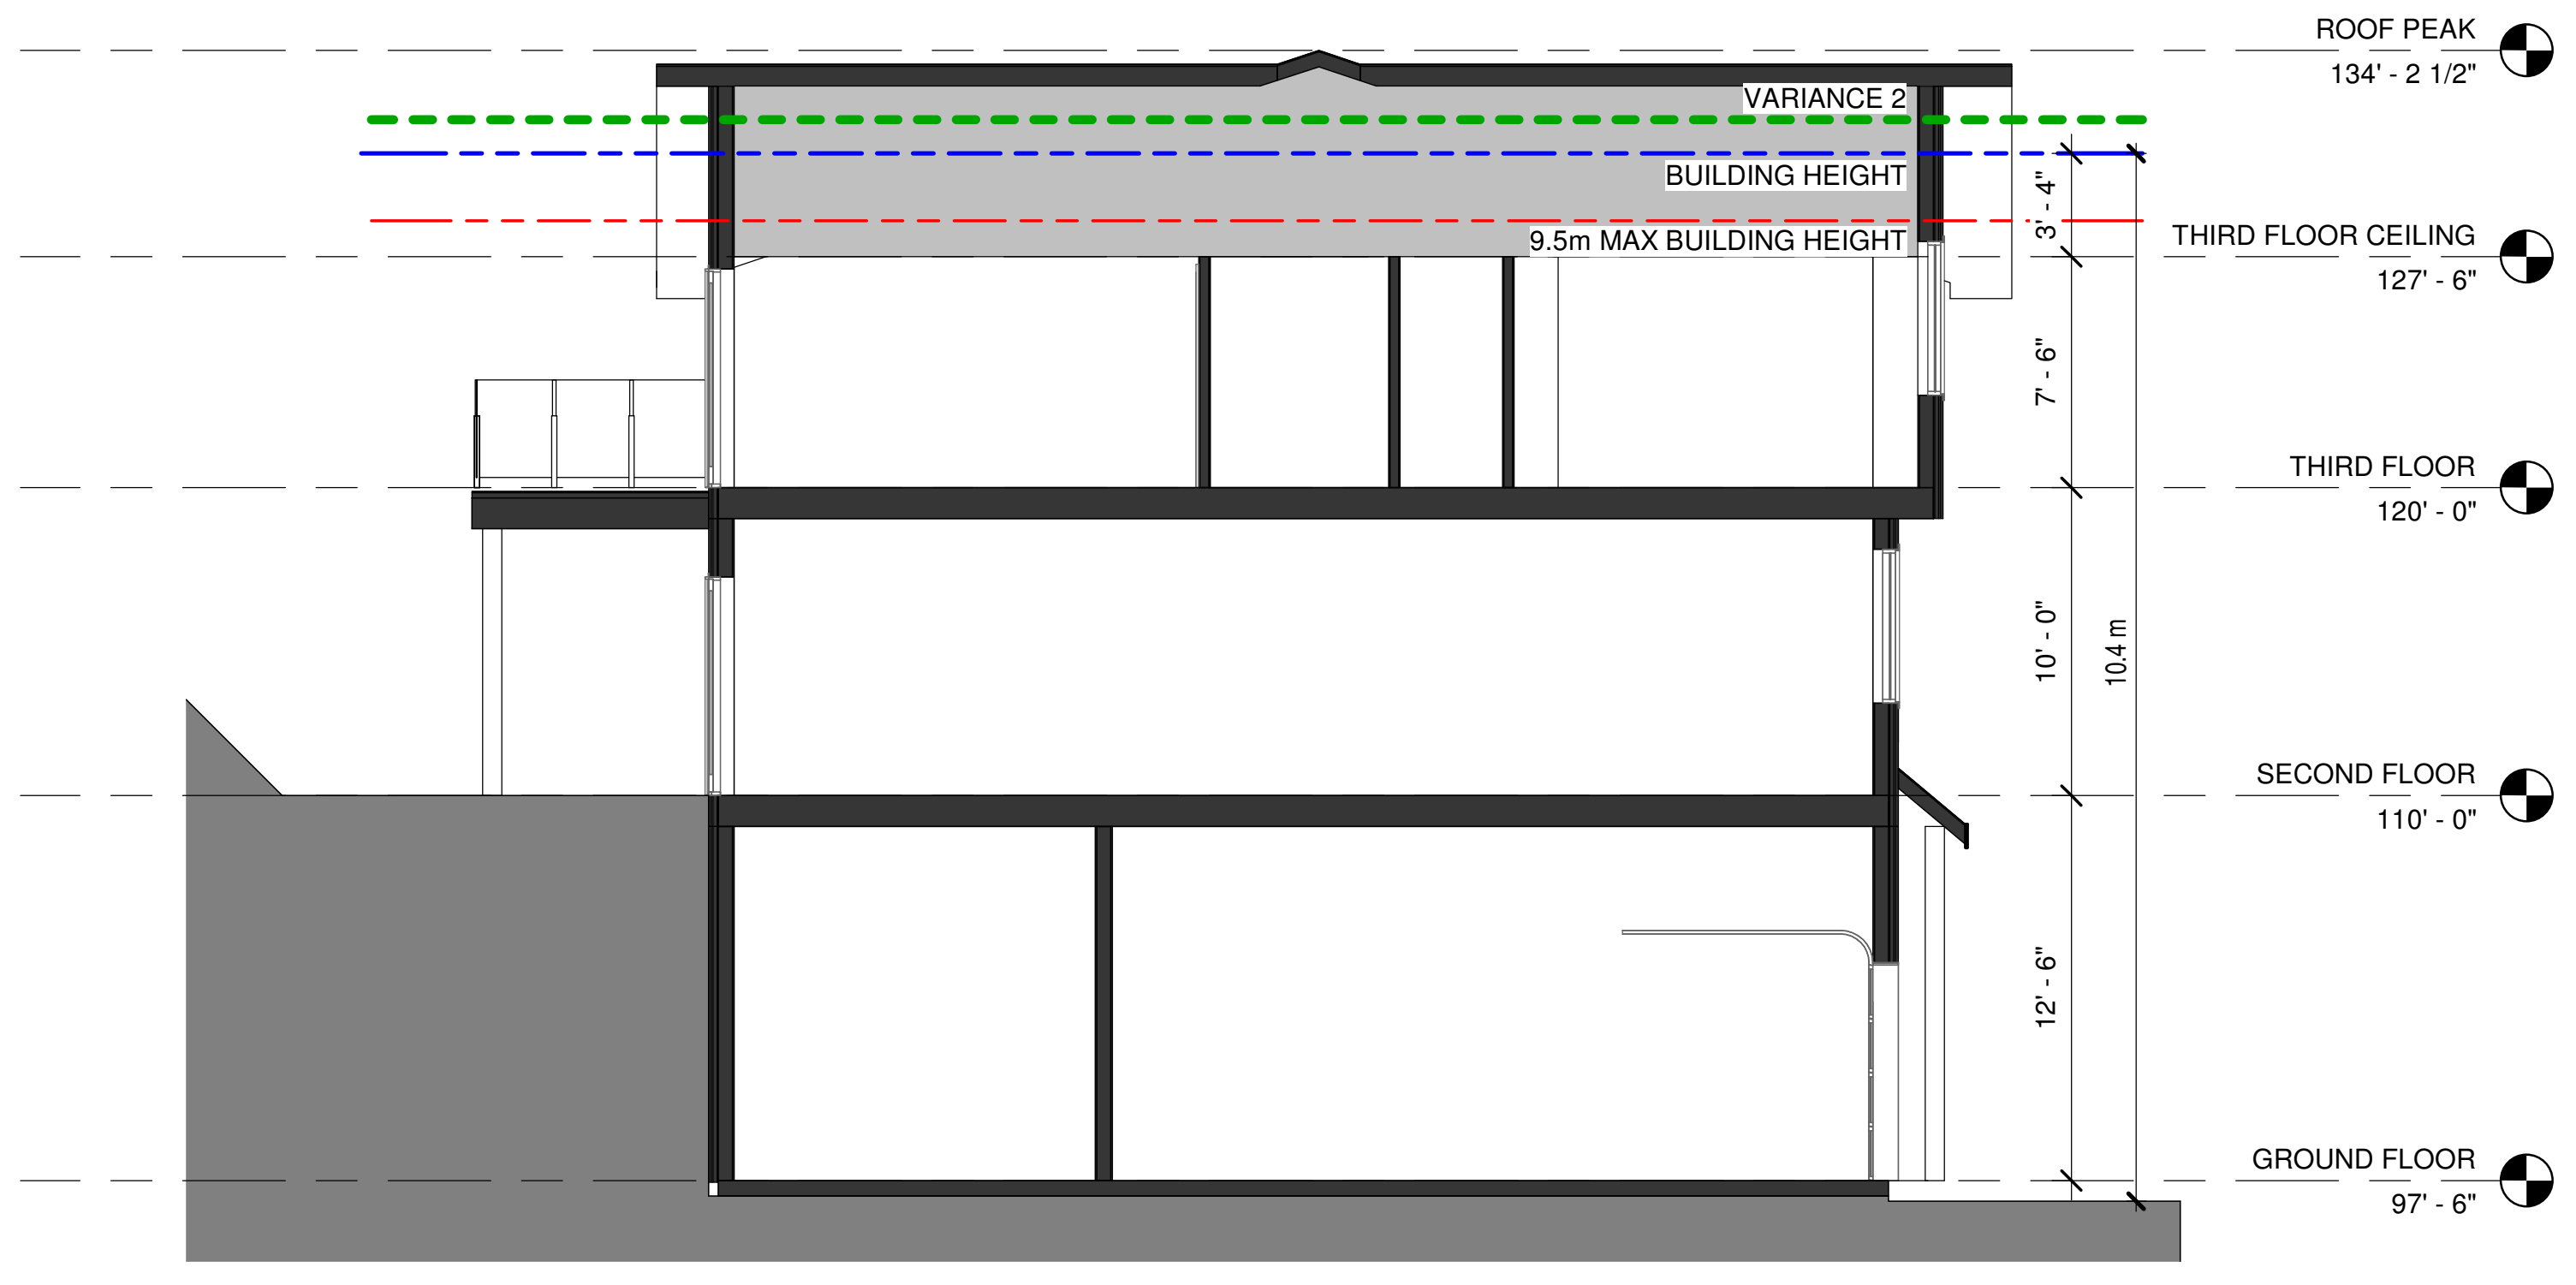 ROOF PEAK
134' - 2 1/2"
VARIANCE 2
BUILDING HEIGHT
3' - 4"
9.5m MAX BUILDING HEIGHT
THIRD FLOOR CEILING
127' - 6"
7' - 6"
THIRD FLOOR
120' - 0"
10' - 0"
10.4 m
SECOND FLOOR
110' - 0"
12' - 6"
GROUND FLOOR
97' - 6"